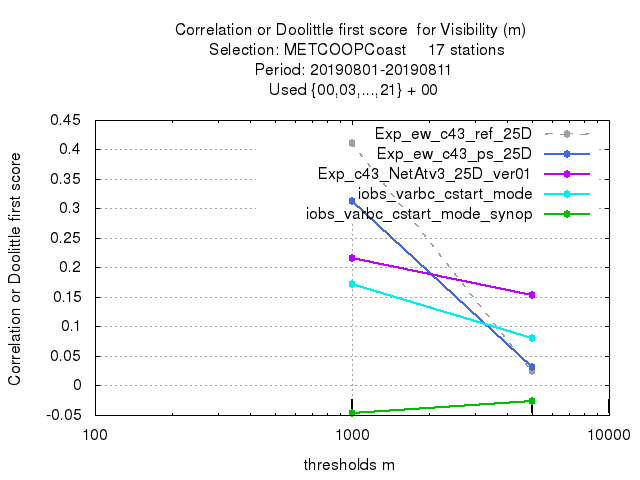 Correlation or Doolittle first score  for Visibility (m)
Selection: METCOOPCoast     17 stations
Period: 20190801-20190811
Used {00,03,...,21} + 00
Correlation or Doolittle first score
0.45
0.4
0.35
0.3
0.25
0.2
0.15
0.1
0.05
0
-0.05
Exp_ew_c43_ref_25D
Exp_ew_c43_ps_25D
Exp_c43_NetAtv3_25D_ver01
iobs_varbc_cstart_mode
iobs_varbc_cstart_mode_synop
100 1000 10000
thresholds m